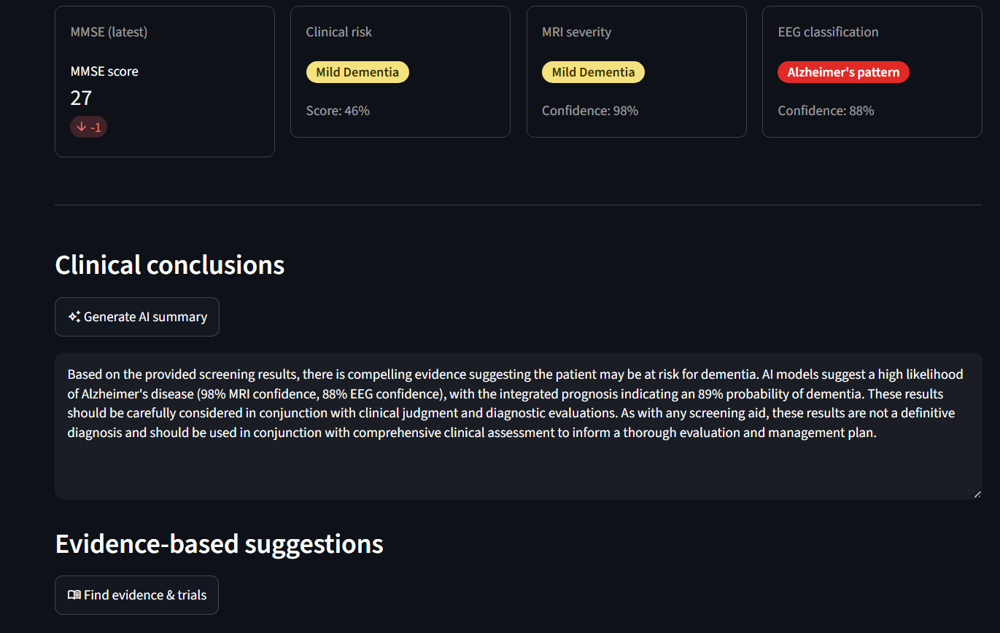 MMSE (latest)
MMSE score
27
↓ -1
Clinical risk
Mild Dementia
Score: 46%
MRI severity
Mild Dementia
Confidence: 98%
EEG classification
Alzheimer's pattern
Confidence: 88%
Clinical conclusions
Generate AI summary
Based on the provided screening results, there is compelling evidence suggesting the patient may be at risk for dementia. AI models suggest a high likelihood
of Alzheimer's disease (98% MRI confidence, 88% EEG confidence), with the integrated prognosis indicating an 89% probability of dementia. These results
should be carefully considered in conjunction with clinical judgment and diagnostic evaluations. As with any screening aid, these results are not a definitive
diagnosis and should be used in conjunction with comprehensive clinical assessment to inform a thorough evaluation and management plan.
Evidence-based suggestions
Find evidence & trials